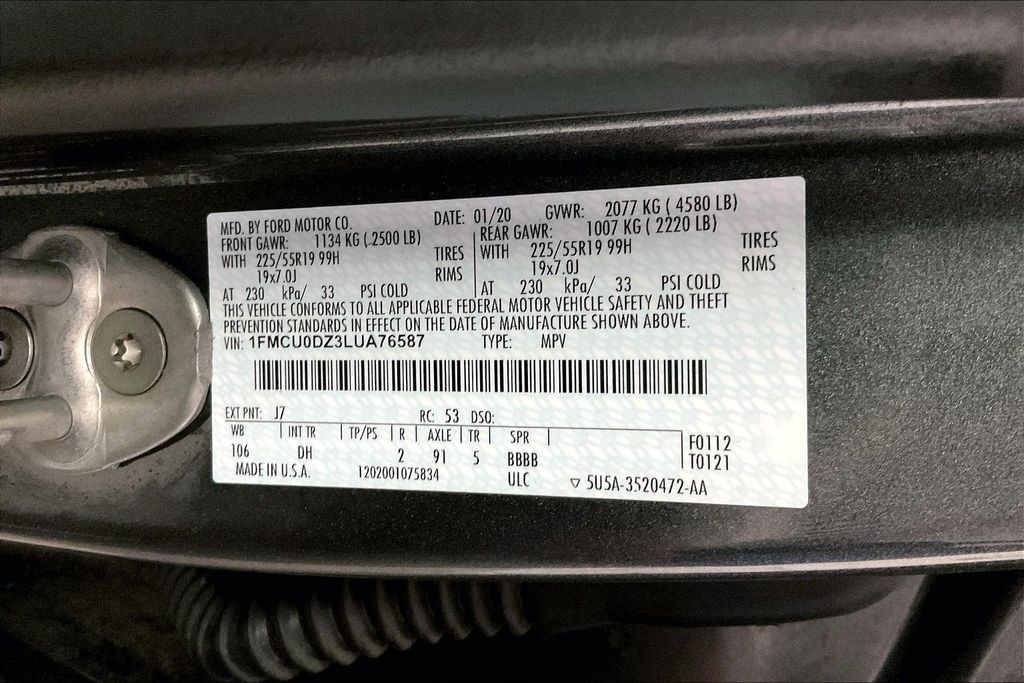 MFD. BY FORD MOTOR CO. DATE: 01/20 GVWR: 2077 KG ( 4580 LB)
FRONT GAWR: 1134 KG ( 2500 LB) REAR GAWR: 1007 KG ( 2220 LB)
WITH 225/55R19 99H TIRES WITH 225/55R19 99H TIRES
19x7.0J RIMS 19x7.0J RIMS
AT 230 kPa/ 33 PSI COLD AT 230 kPa/ 33 PSI COLD
THIS VEHICLE CONFORMS TO ALL APPLICABLE FEDERAL MOTOR VEHICLE SAFETY AND THEFT
PREVENTION STANDARDS IN EFFECT ON THE DATE OF MANUFACTURE SHOWN ABOVE.
VIN: 1FMCU0DZ3LUA76587 TYPE: MPV
EXT PNT: J7 RC: 53 DSO:
WB INT TR TP/PS R AXLE TR SPR F0112
106 DH 2 91 5 BBBB T0121
MADE IN U.S.A. 1202001075834 ULC ▽ 5U5A-3520472-AA